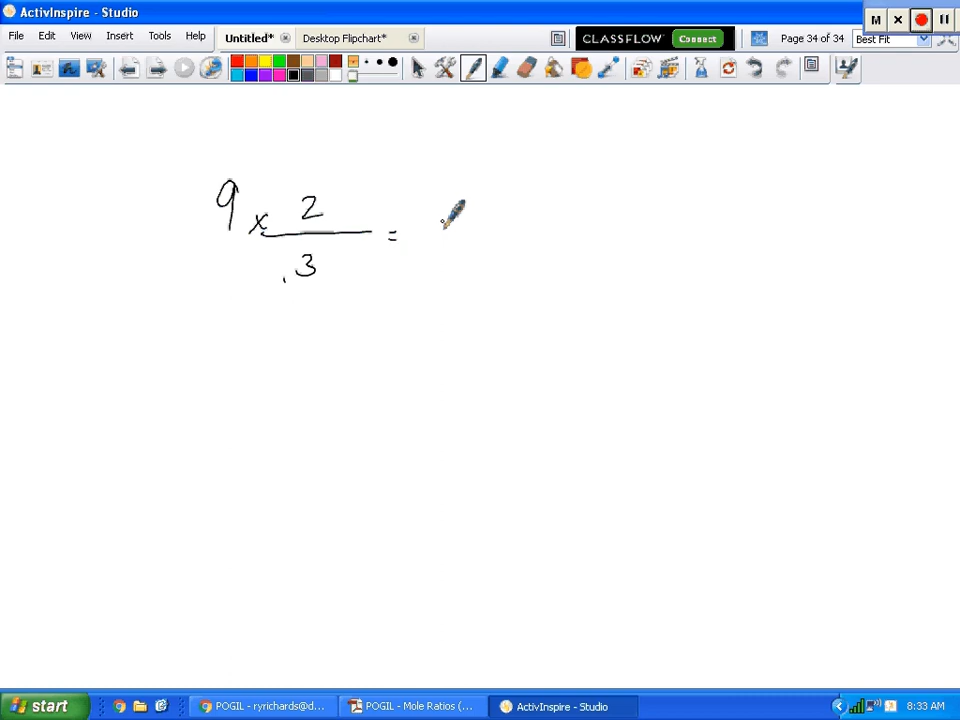 ActivInspire - Studio
M
File Edit View Insert Tools Help
Untitled*
Desktop Flipchart*
CLASSFLOW Connect
Page 34 of 34
Best Fit
9 x 2
=
.3
start
POGIL - ryrichards@d...
POGIL - Mole Ratios (...
ActivInspire - Studio
8:33 AM